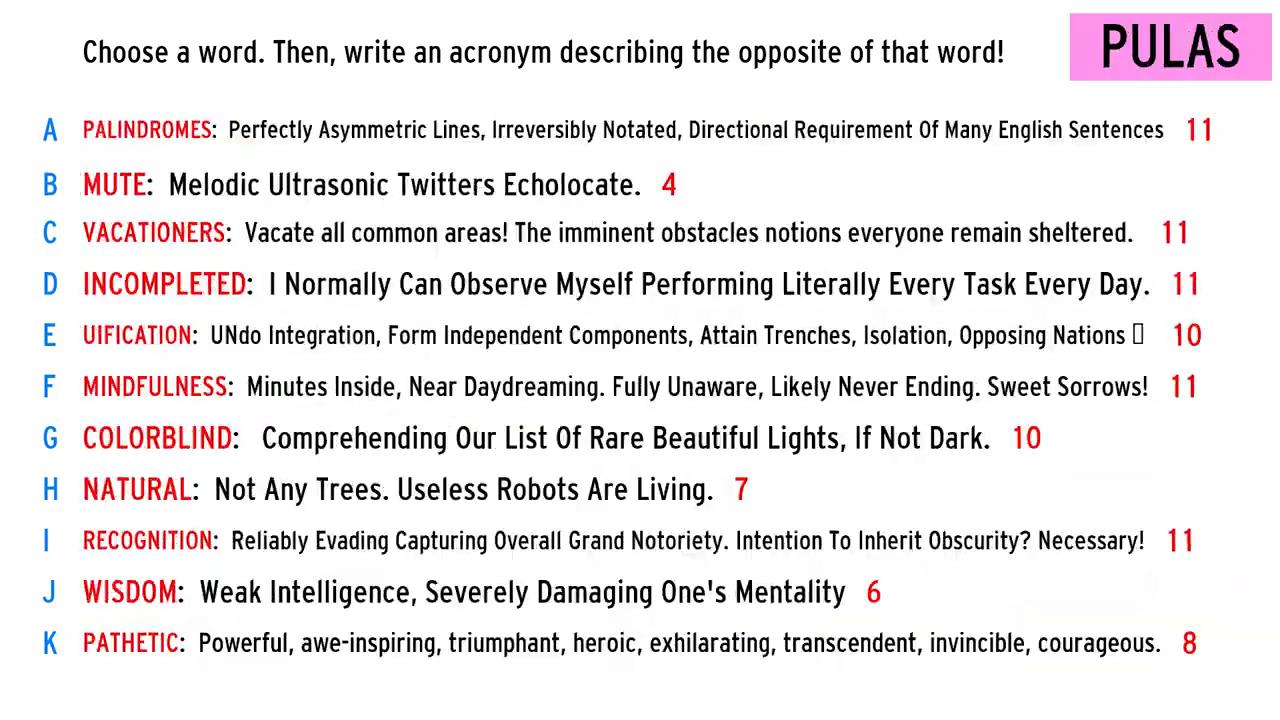 Choose a word. Then, write an acronym describing the opposite of that word!
PULAS
A PALINDROMES: Perfectly Asymmetric Lines, Irreversibly Notated, Directional Requirement Of Many English Sentences 11
B MUTE: Melodic Ultrasonic Twitters Echolocate. 4
C VACATIONERS: Vacate all common areas! The imminent obstacles notions everyone remain sheltered. 11
D INCOMPLETED: I Normally Can Observe Myself Performing Literally Every Task Every Day. 11
E UIFICATION: UNdo Integration, Form Independent Components, Attain Trenches, Isolation, Opposing Nations 10
F MINDFULNESS: Minutes Inside, Near Daydreaming. Fully Unaware, Likely Never Ending. Sweet Sorrows! 11
G COLORBLIND: Comprehending Our List Of Rare Beautiful Lights, If Not Dark. 10
H NATURAL: Not Any Trees. Useless Robots Are Living. 7
I RECOGNITION: Reliably Evading Capturing Overall Grand Notoriety. Intention To Inherit Obscurity? Necessary! 11
J WISDOM: Weak Intelligence, Severely Damaging One's Mentality 6
K PATHETIC: Powerful, awe-inspiring, triumphant, heroic, exhilarating, transcendent, invincible, courageous. 8